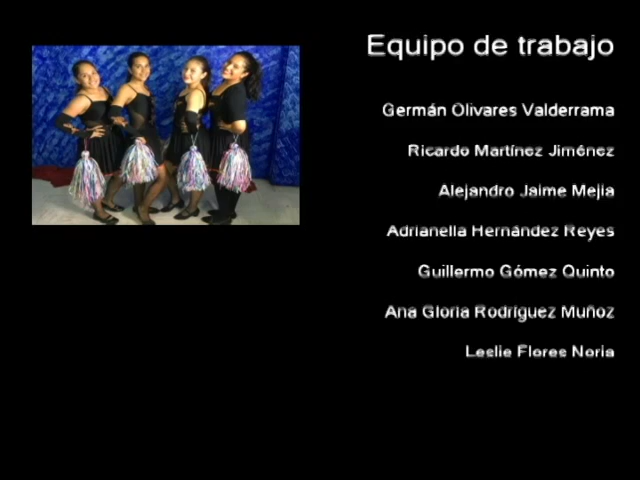 Equipo de trabajo
Germán Olivares Valderrama
Ricardo Martínez Jiménez
Alejandro Jaime Mejia
Adrianella Hernández Reyes
Guillermo Gómez Quinto
Ana Gloria Rodríguez Muñoz
Leslie Flores Noria